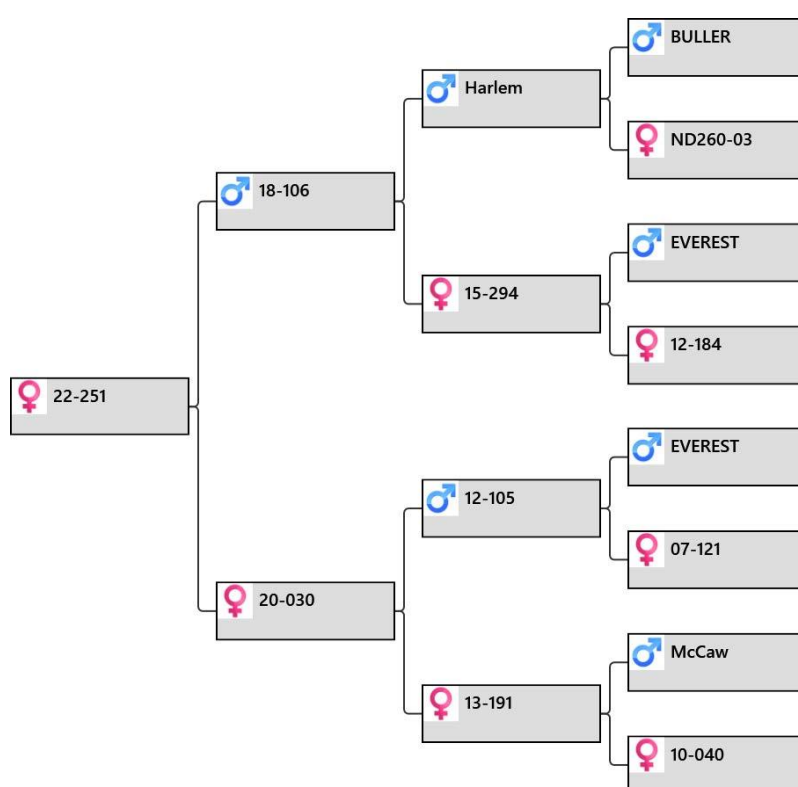 BULLER
Harlem
ND260-03
18-106
EVEREST
15-294
12-184
22-251
EVEREST
12-105
07-121
20-030
McCaw
13-191
10-040